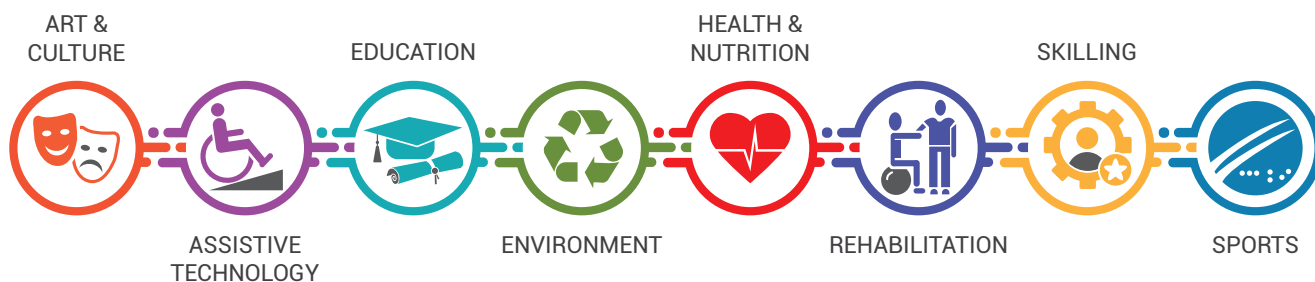 ART &
CULTURE
ASSISTIVE
TECHNOLOGY
EDUCATION
ENVIRONMENT
HEALTH &
NUTRITION
REHABILITATION
SKILLING
SPORTS